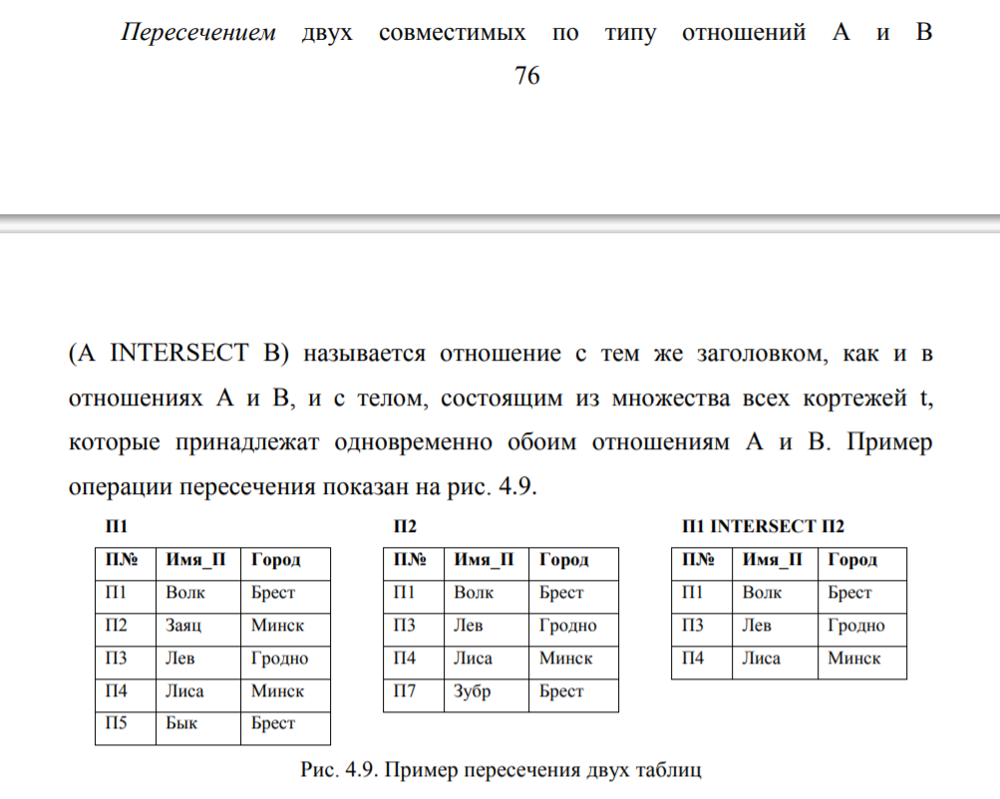 Пересечением двух совместимых по типу отношений А и В
76
(A INTERSECT B) называется отношение с тем же заголовком, как и в
отношениях А и В, и с телом, состоящим из множества всех кортежей t,
которые принадлежат одновременно обоим отношениям А и В. Пример
операции пересечения показан на рис. 4.9.
П1 П2 П1 INTERSECT П2
П№ Имя_П Город П№ Имя_П Город П№ Имя_П Город
П1 Волк Брест П1 Волк Брест П1 Волк Брест
П2 Заяц Минск П3 Лев Гродно П3 Лев Гродно
П3 Лев Гродно П4 Лиса Минск П4 Лиса Минск
П4 Лиса Минск П7 Зубр Брест
П5 Бык Брест
Рис. 4.9. Пример пересечения двух таблиц